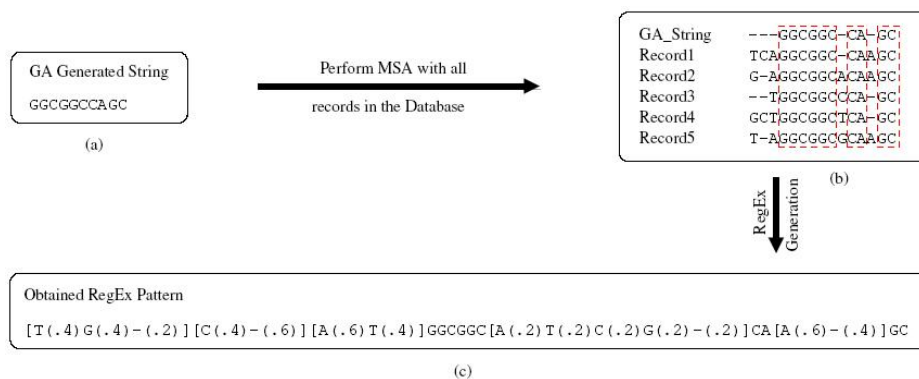 GA Generated String
GGCGGCCAGC
(a)
Perform MSA with all
records in the Database
GA_String ---GGCGGC-CA-GC
Record1 TCAGGCGGC-CAAGC
Record2 G-AGGCGGCACAAGC
Record3 --TGGCGGCCCA-GC
Record4 GCTGGCGGCTCA-GC
Record5 T-AGGCGGCGCAAGC
(b)
RegEx
Generation
Obtained RegEx Pattern
[T(.4)G(.4)-(.2)][C(.4)-(.6)][A(.6)T(.4)]GGCGGC[A(.2)T(.2)C(.2)G(.2)-(.2)]CA[A(.6)-(.4)]GC
(c)